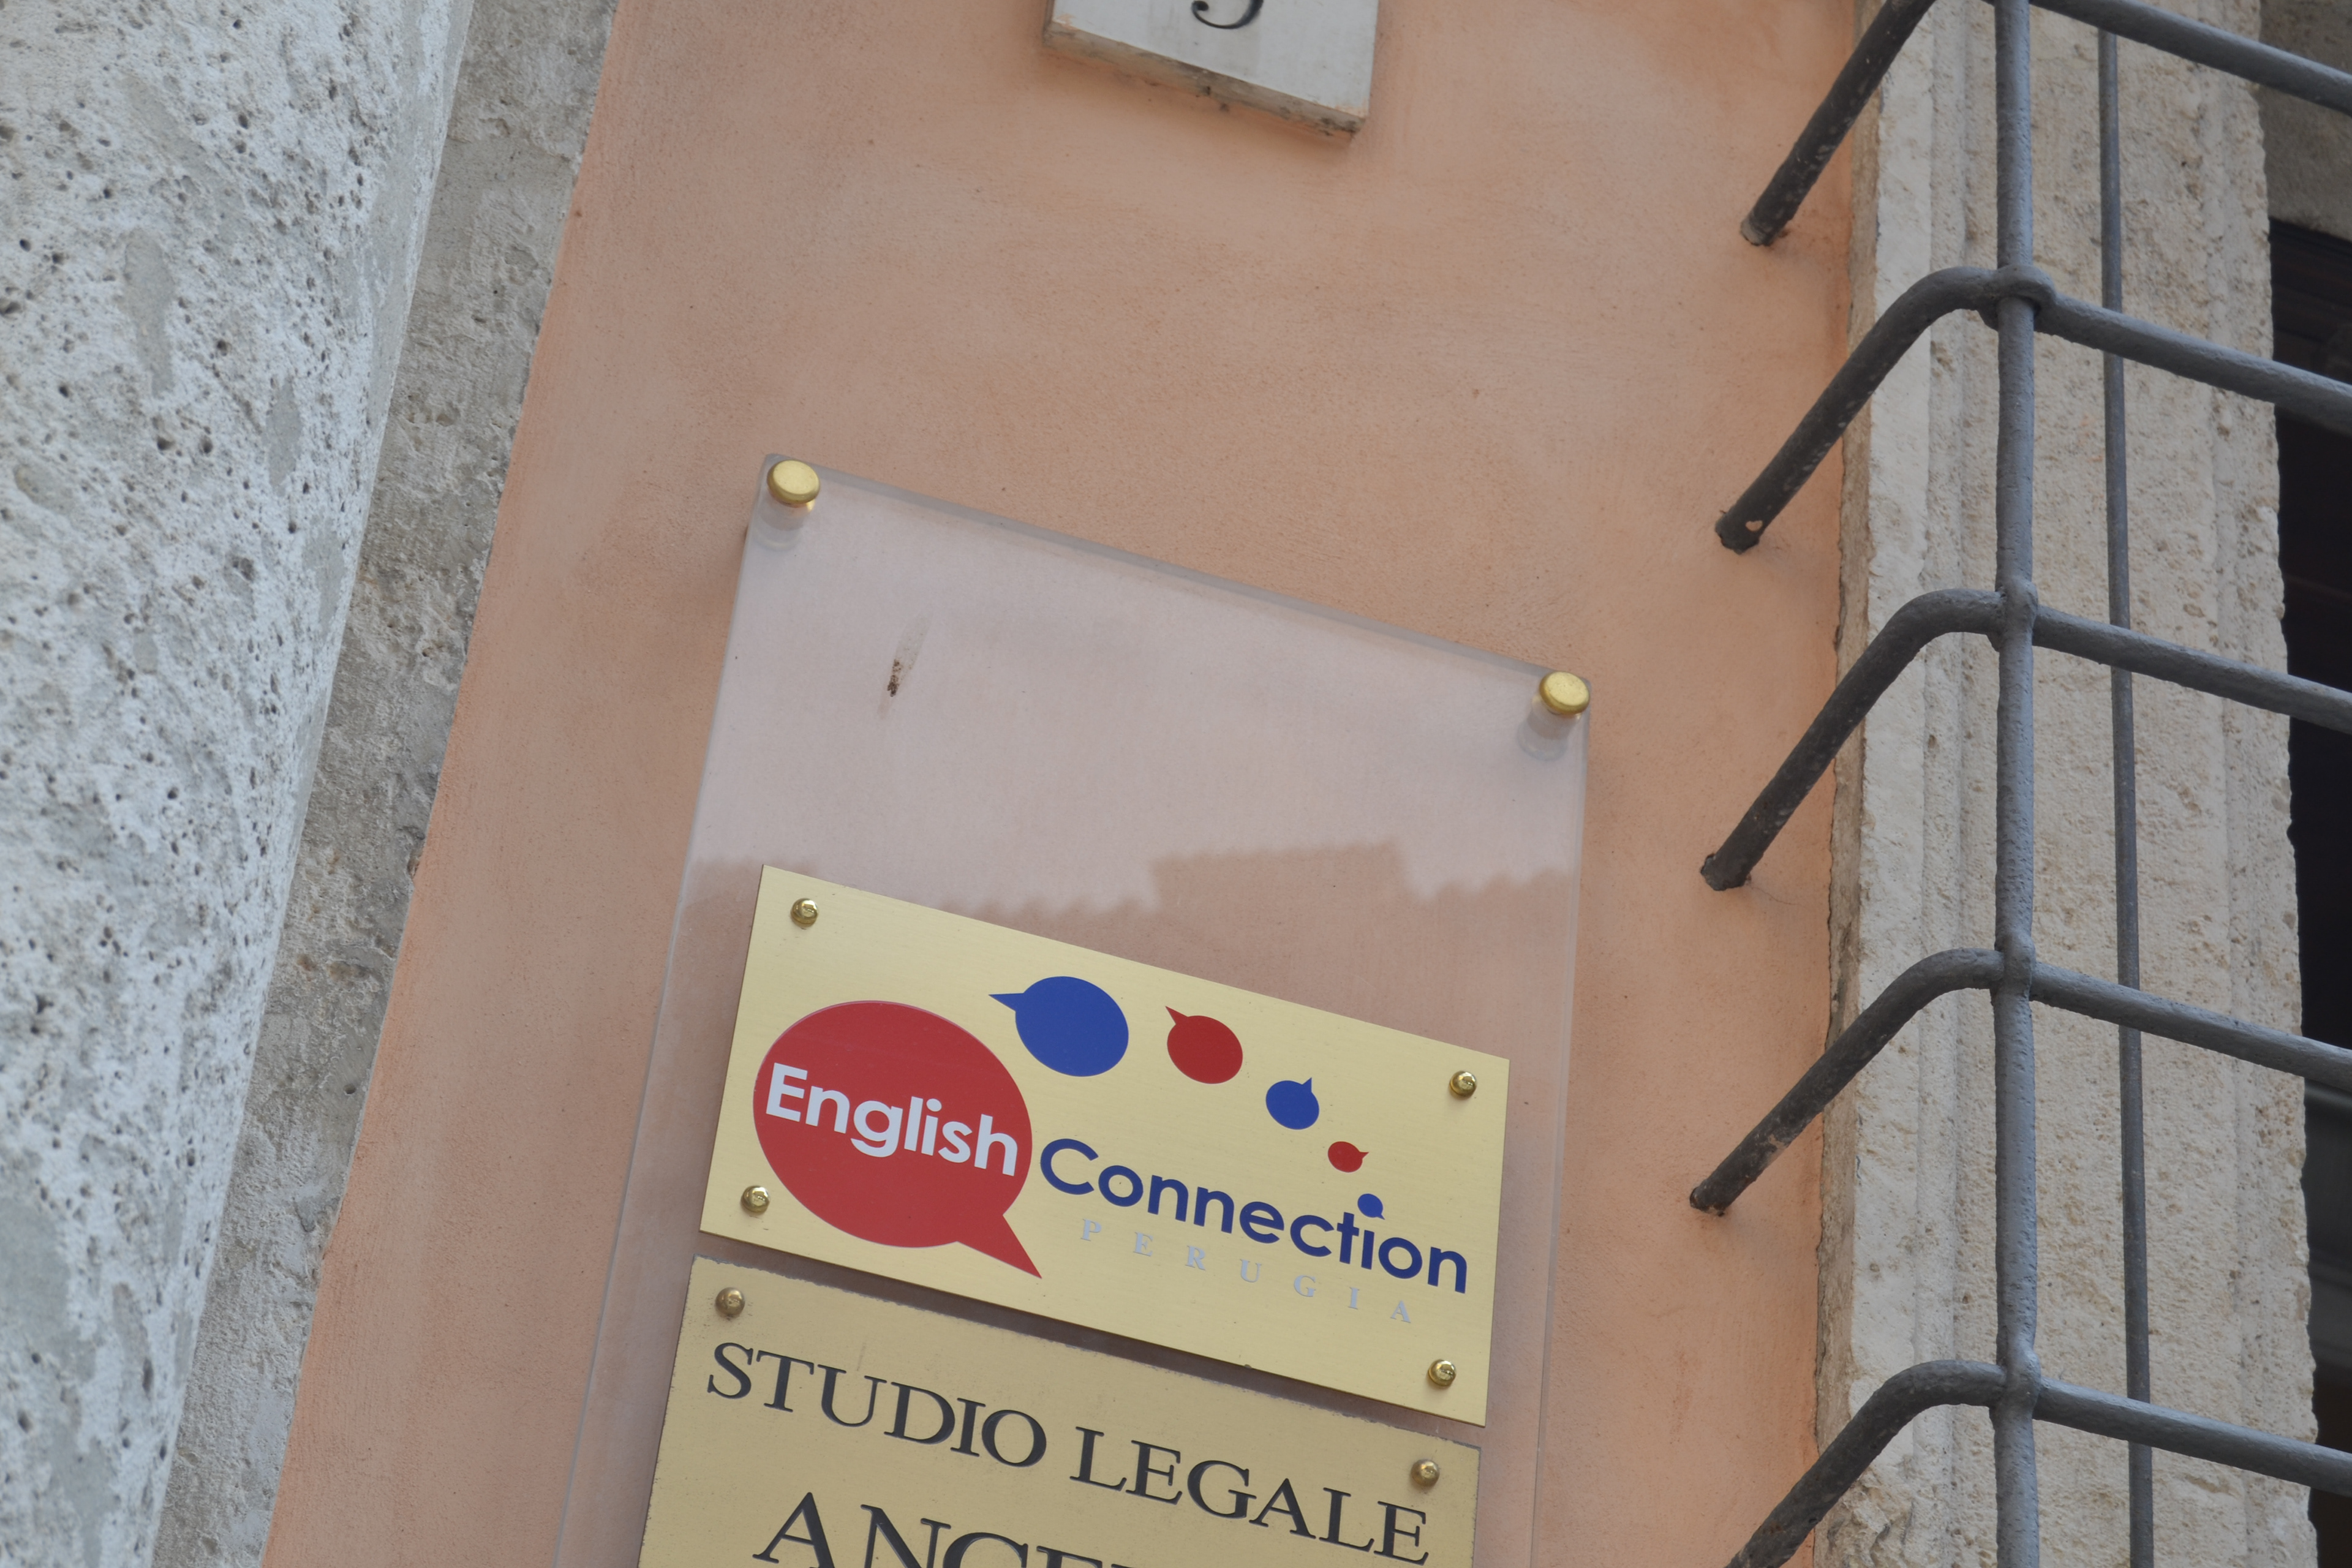 English
Connection
PERUGIA
STUDIO LEGALE